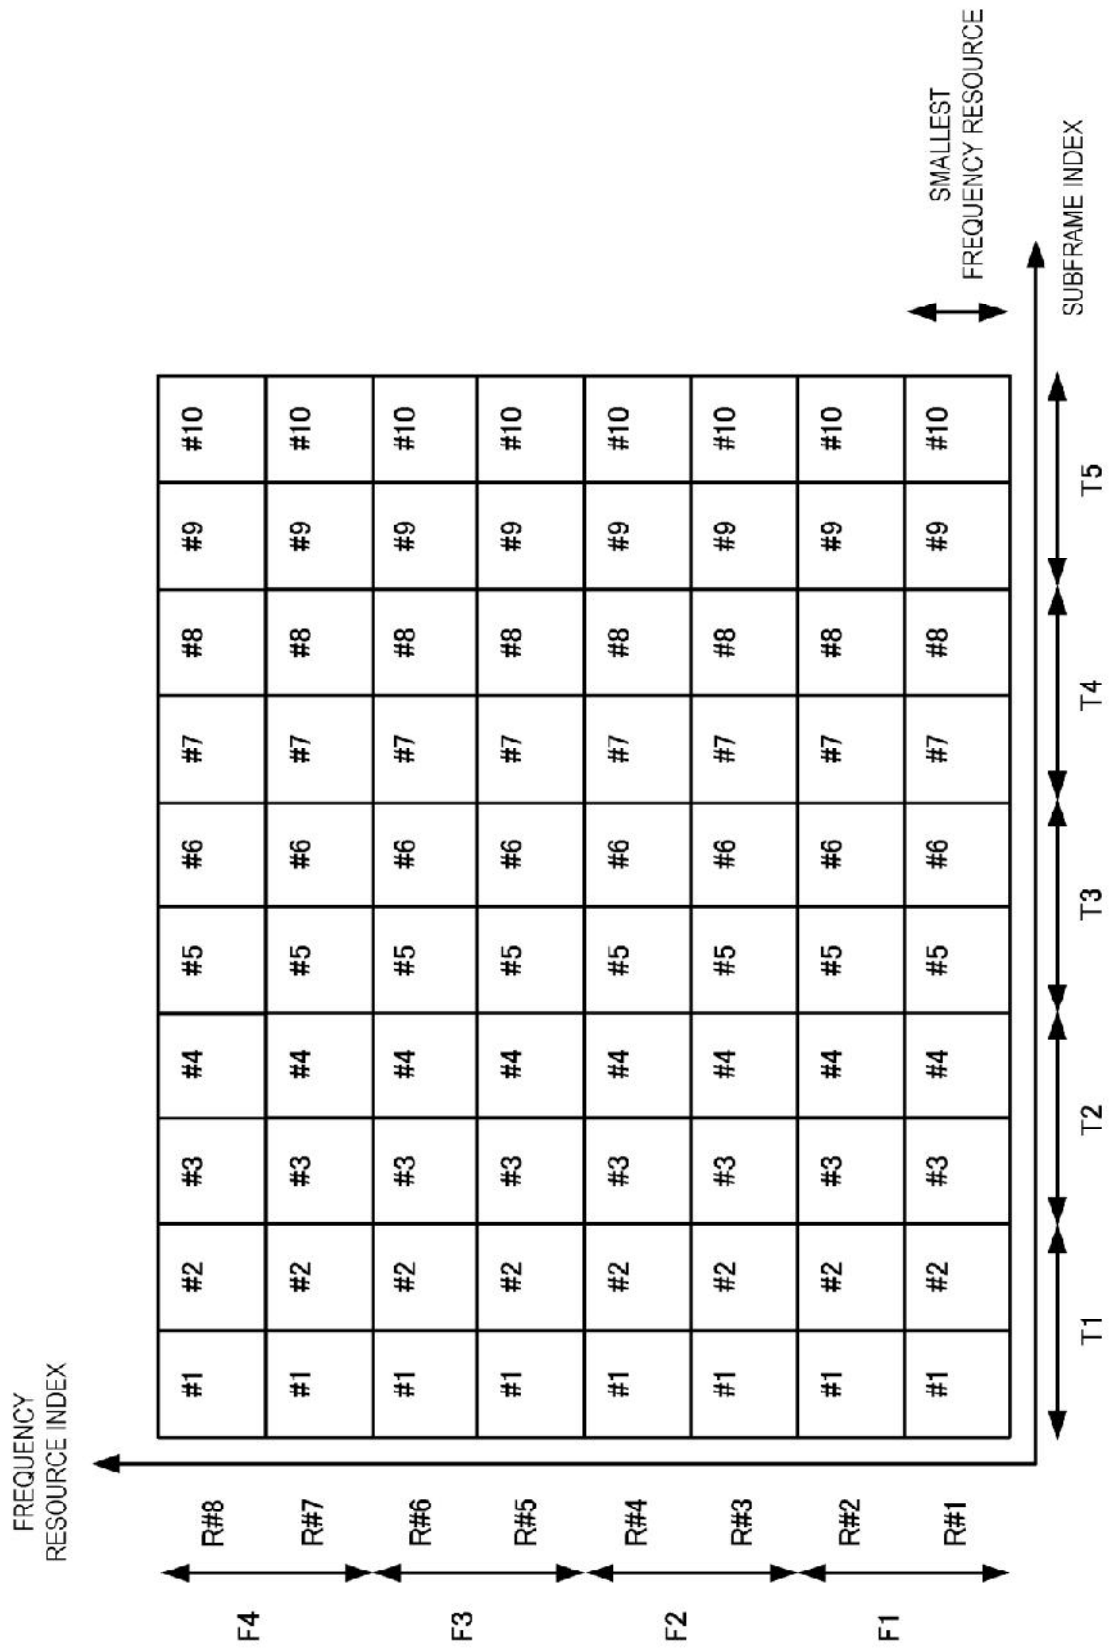 FREQUENCY
RESOURCE INDEX
R#8 #1 #2 #3 #4 #5 #6 #7 #8 #9 #10
F4
R#7 #1 #2 #3 #4 #5 #6 #7 #8 #9 #10
R#6 #1 #2 #3 #4 #5 #6 #7 #8 #9 #10
F3
R#5 #1 #2 #3 #4 #5 #6 #7 #8 #9 #10
R#4 #1 #2 #3 #4 #5 #6 #7 #8 #9 #10
F2
R#3 #1 #2 #3 #4 #5 #6 #7 #8 #9 #10
R#2 #1 #2 #3 #4 #5 #6 #7 #8 #9 #10
F1
R#1 #1 #2 #3 #4 #5 #6 #7 #8 #9 #10
SMALLEST
FREQUENCY RESOURCE
SUBFRAME INDEX
T1 T2 T3 T4 T5